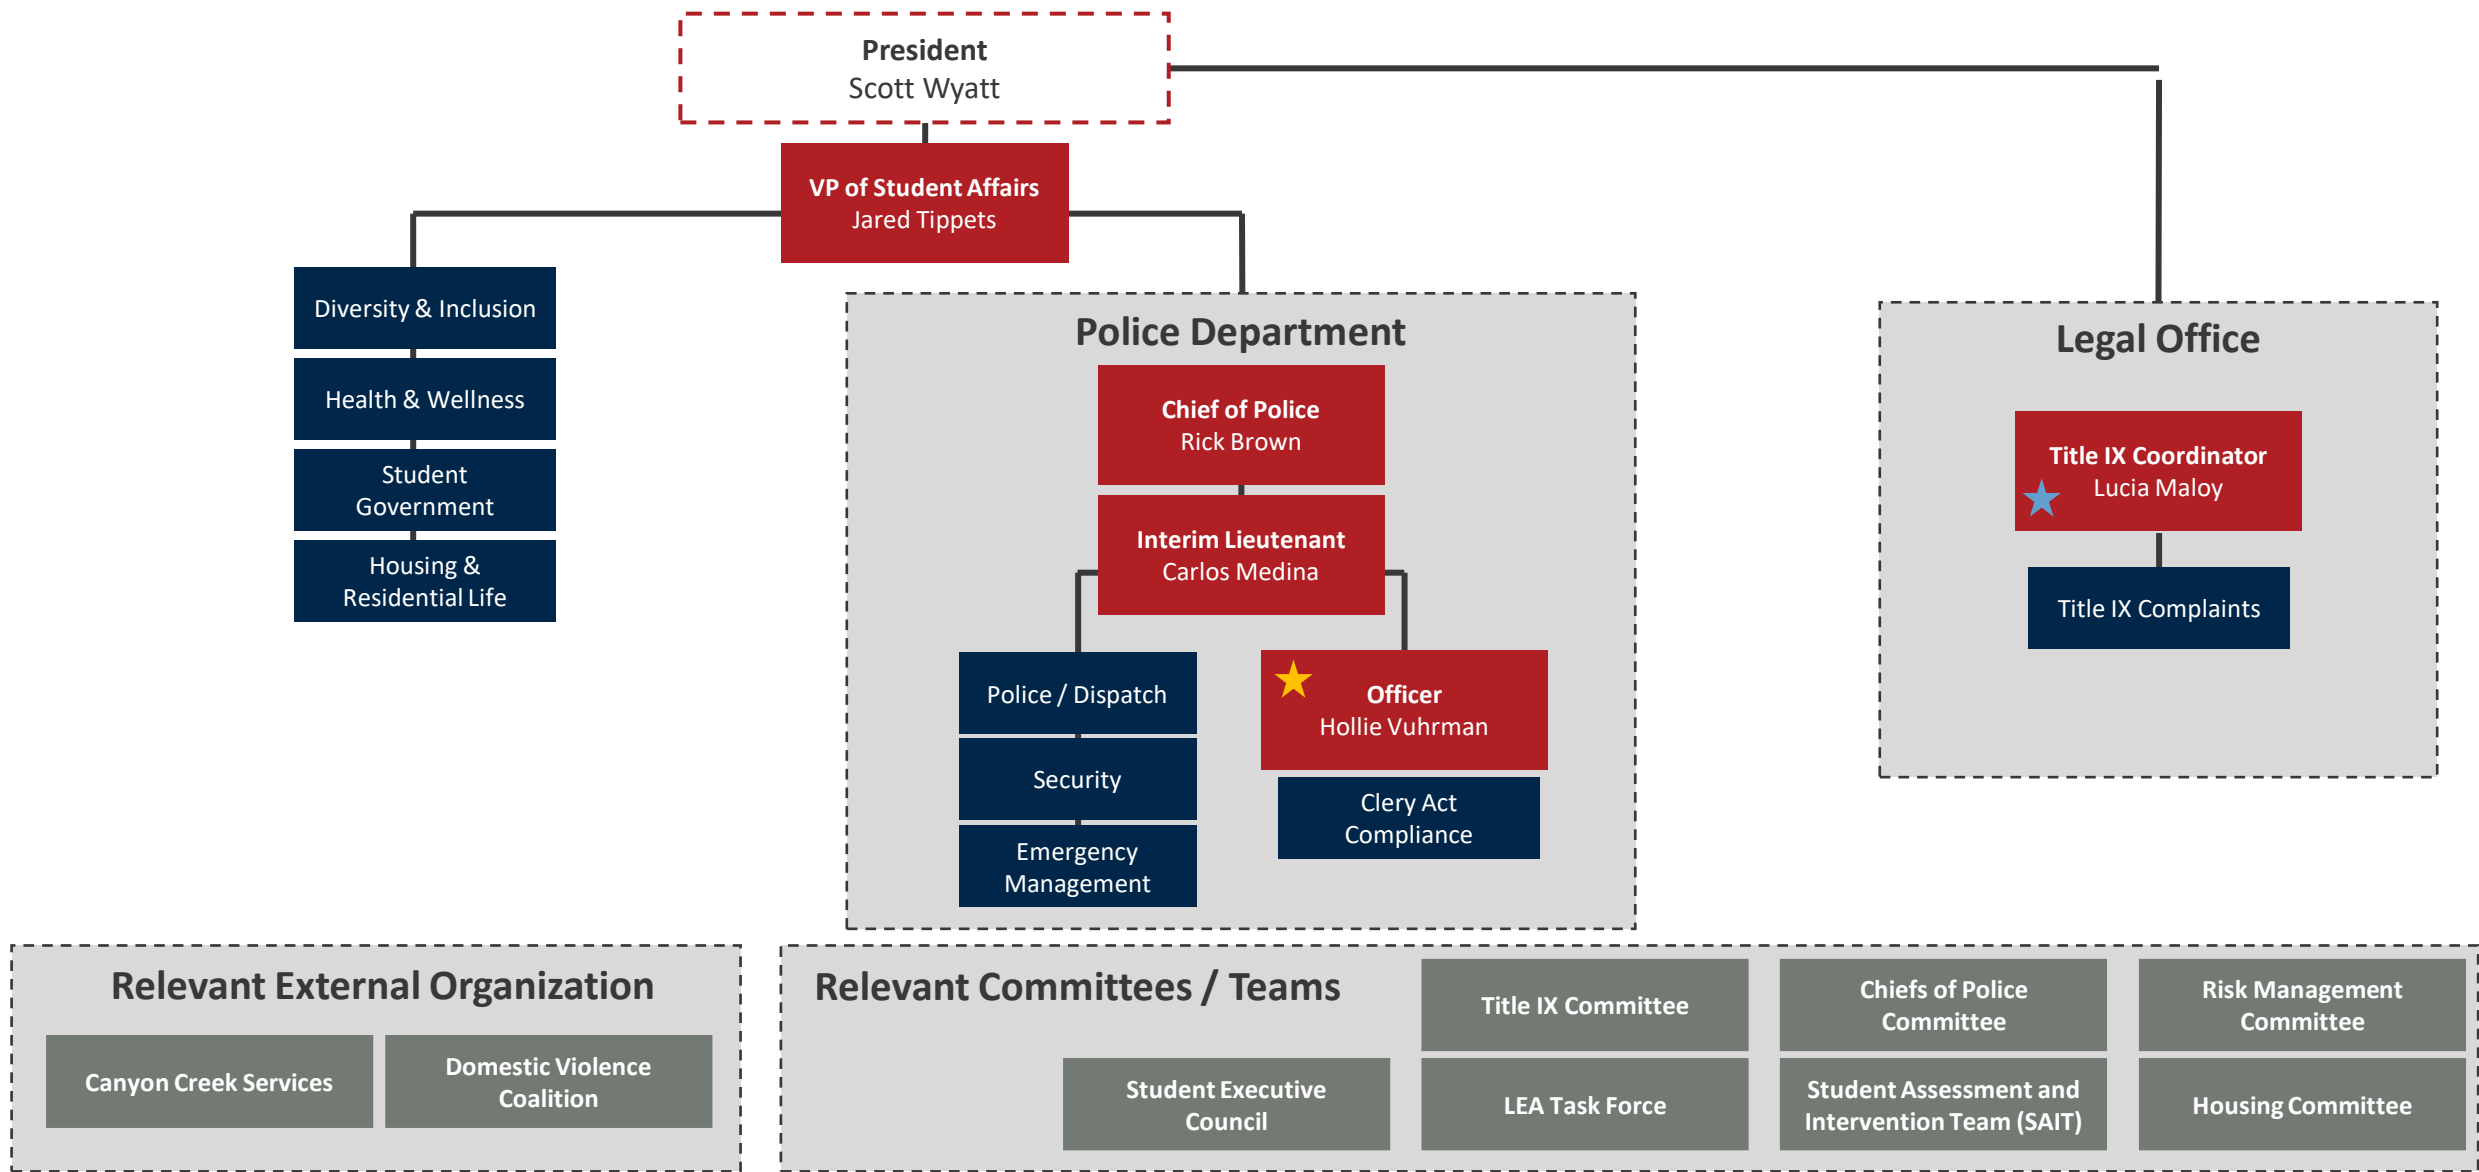 President
Scott Wyatt
VP of Student Affairs
Jared Tippets
Diversity & Inclusion
Health & Wellness
Student
Government
Housing &
Residential Life
Police Department
Chief of Police
Rick Brown
Interim Lieutenant
Carlos Medina
Police / Dispatch
Security
Emergency
Management
Officer
Hollie Vuhrman
Clery Act
Compliance
Legal Office
Title IX Coordinator
Lucia Maloy
Title IX Complaints
Relevant External Organization
Canyon Creek Services
Domestic Violence
Coalition
Relevant Committees / Teams
Title IX Committee
Chiefs of Police
Committee
Risk Management
Committee
Student Executive
Council
LEA Task Force
Student Assessment and
Intervention Team (SAIT)
Housing Committee